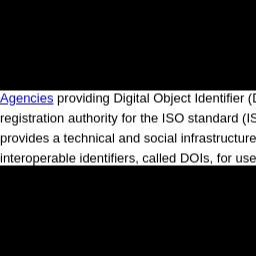 Agencies providing Digital Object Identifier (D
registration authority for the ISO standard (IS
provides a technical and social infrastructure
interoperable identifiers, called DOIs, for use